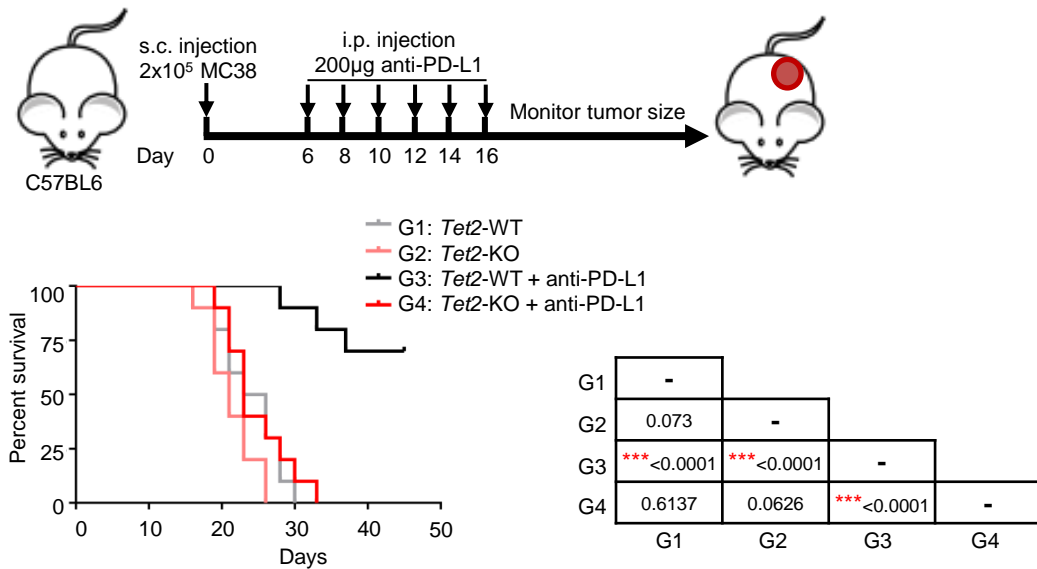 s.c. injection
2x10⁵ MC38
i.p. injection
200µg anti-PD-L1
Monitor tumor size
Day 0 6 8 10 12 14 16
C57BL6
G1: Tet2-WT
G2: Tet2-KO
G3: Tet2-WT + anti-PD-L1
G4: Tet2-KO + anti-PD-L1
Percent survival
100
75
50
25
0
0 10 20 30 40 50
Days
G1 -
G2 0.073 -
G3 ***<0.0001 ***<0.0001 -
G4 0.6137 0.0626 ***<0.0001 -
G1 G2 G3 G4